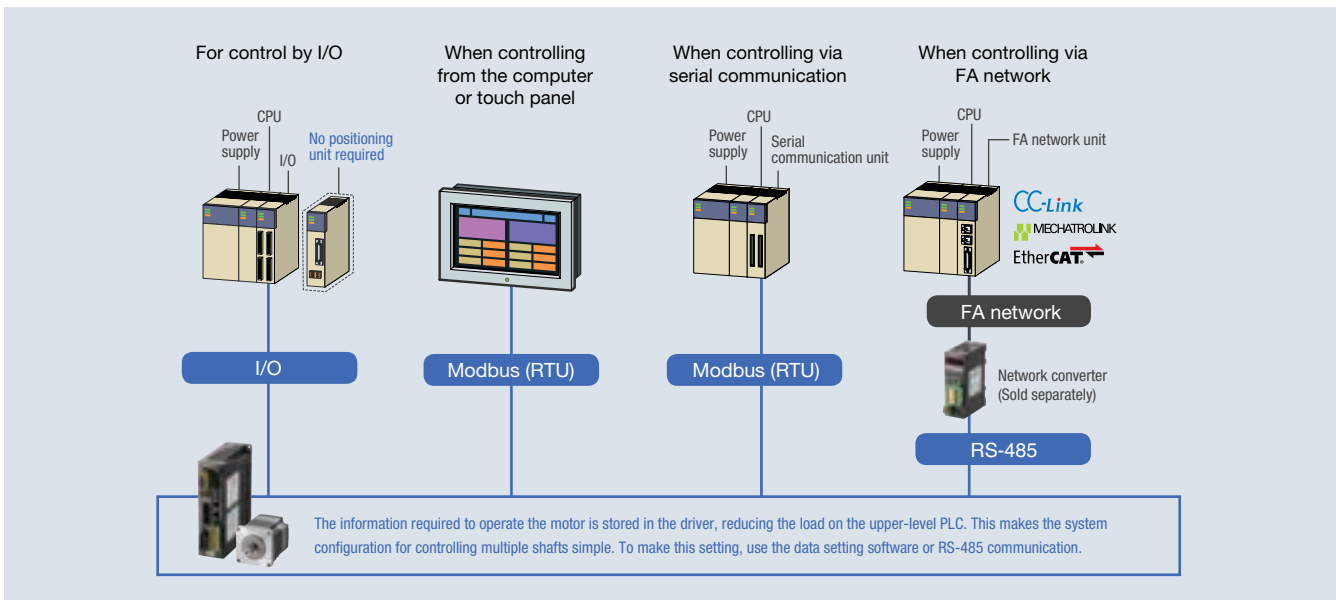 For control by I/O
CPU
Power
supply
I/O
No positioning
unit required
I/O
When controlling
from the computer
or touch panel
Modbus (RTU)
When controlling via
serial communication
CPU
Power
supply
Serial
communication unit
Modbus (RTU)
When controlling via
FA network
CPU
Power
supply
FA network unit
CC-Link
MECHATROLINK
EtherCAT®
FA network
Network converter
(Sold separately)
RS-485
The information required to operate the motor is stored in the driver, reducing the load on the upper-level PLC. This makes the system
configuration for controlling multiple shafts simple. To make this setting, use the data setting software or RS-485 communication.